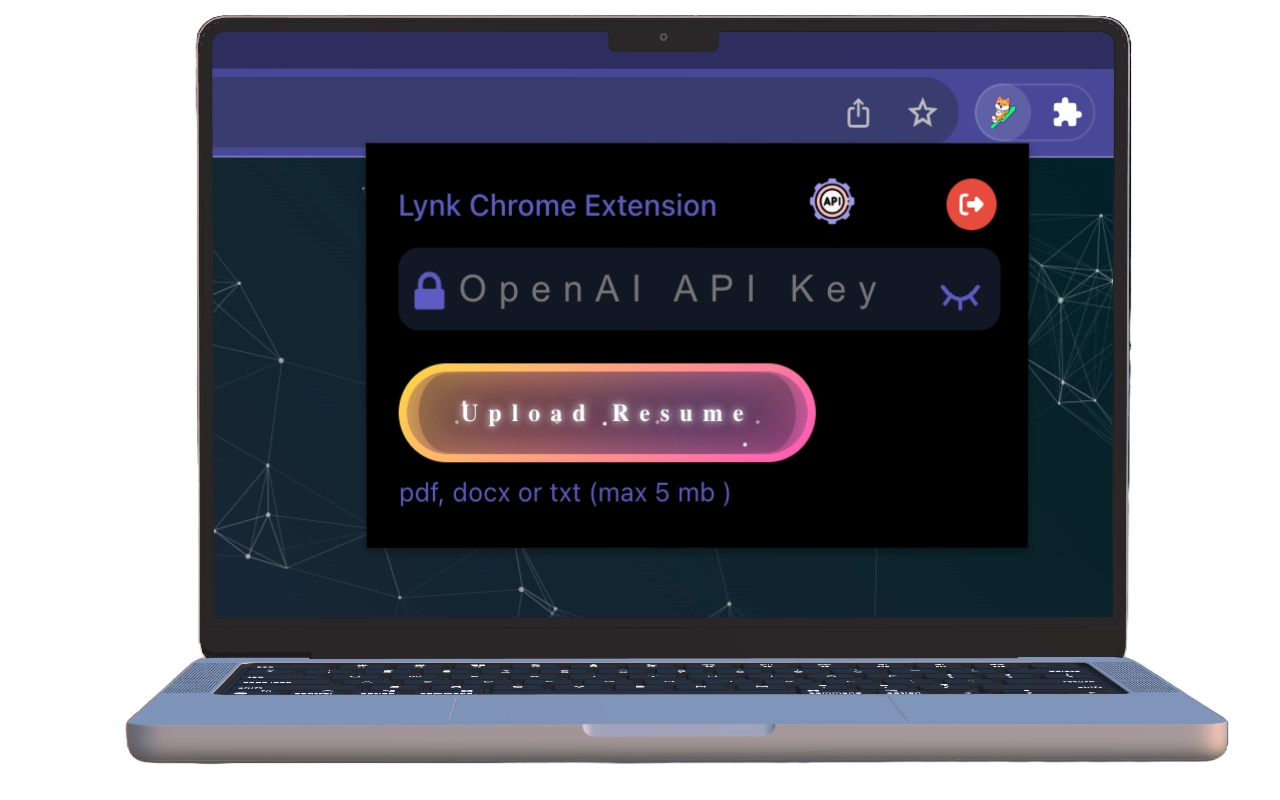 Lynk Chrome Extension
API
OpenAI API Key
Upload Resume
pdf, docx or txt (max 5 mb )